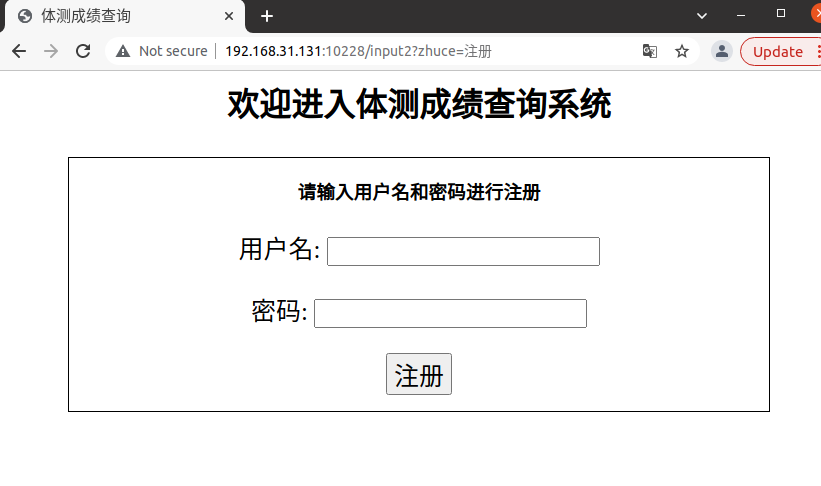 体测成绩查询
Not secure 192.168.31.131:10228/input2?zhuce=注册
Update
欢迎进入体测成绩查询系统
请输入用户名和密码进行注册
用户名:
密码:
注册